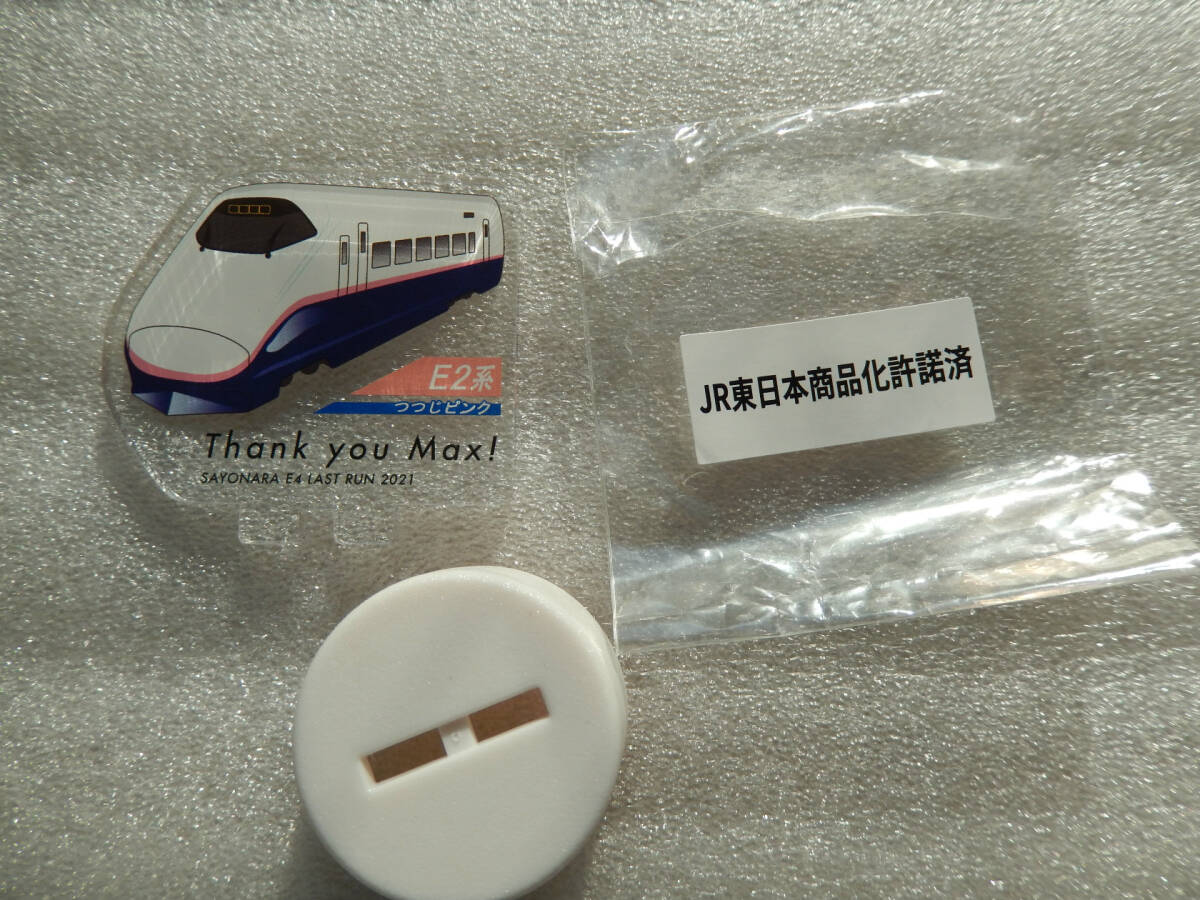 E2系
つつじピンク
Thank you Max!
SAYONARA E4 LAST RUN 2021
JR東日本商品化許諾済